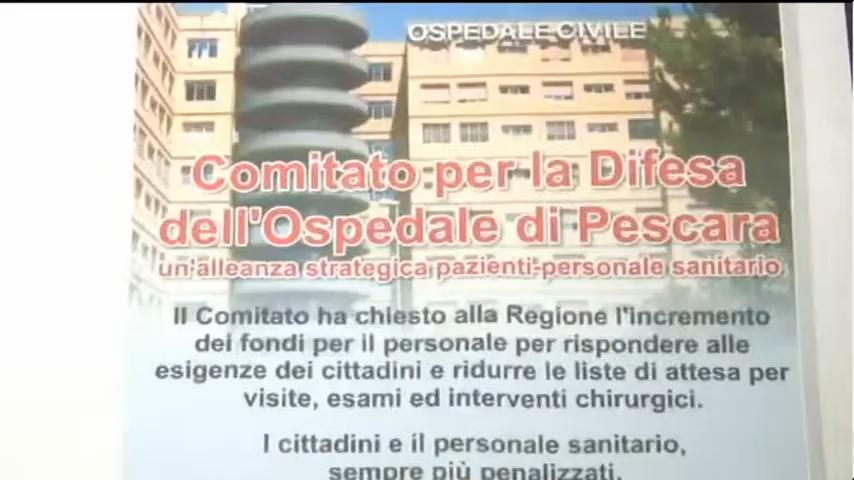 OSPEDALE CIVILE
Comitato per la Difesa
dell'Ospedale di Pescara
un'alleanza strategica pazienti-personale sanitario
Il Comitato ha chiesto alla Regione l'incremento
dei fondi per il personale per rispondere alle
esigenze dei cittadini e ridurre le liste di attesa per
visite, esami ed interventi chirurgici.
I cittadini e il personale sanitario,
sempre più penalizzati,